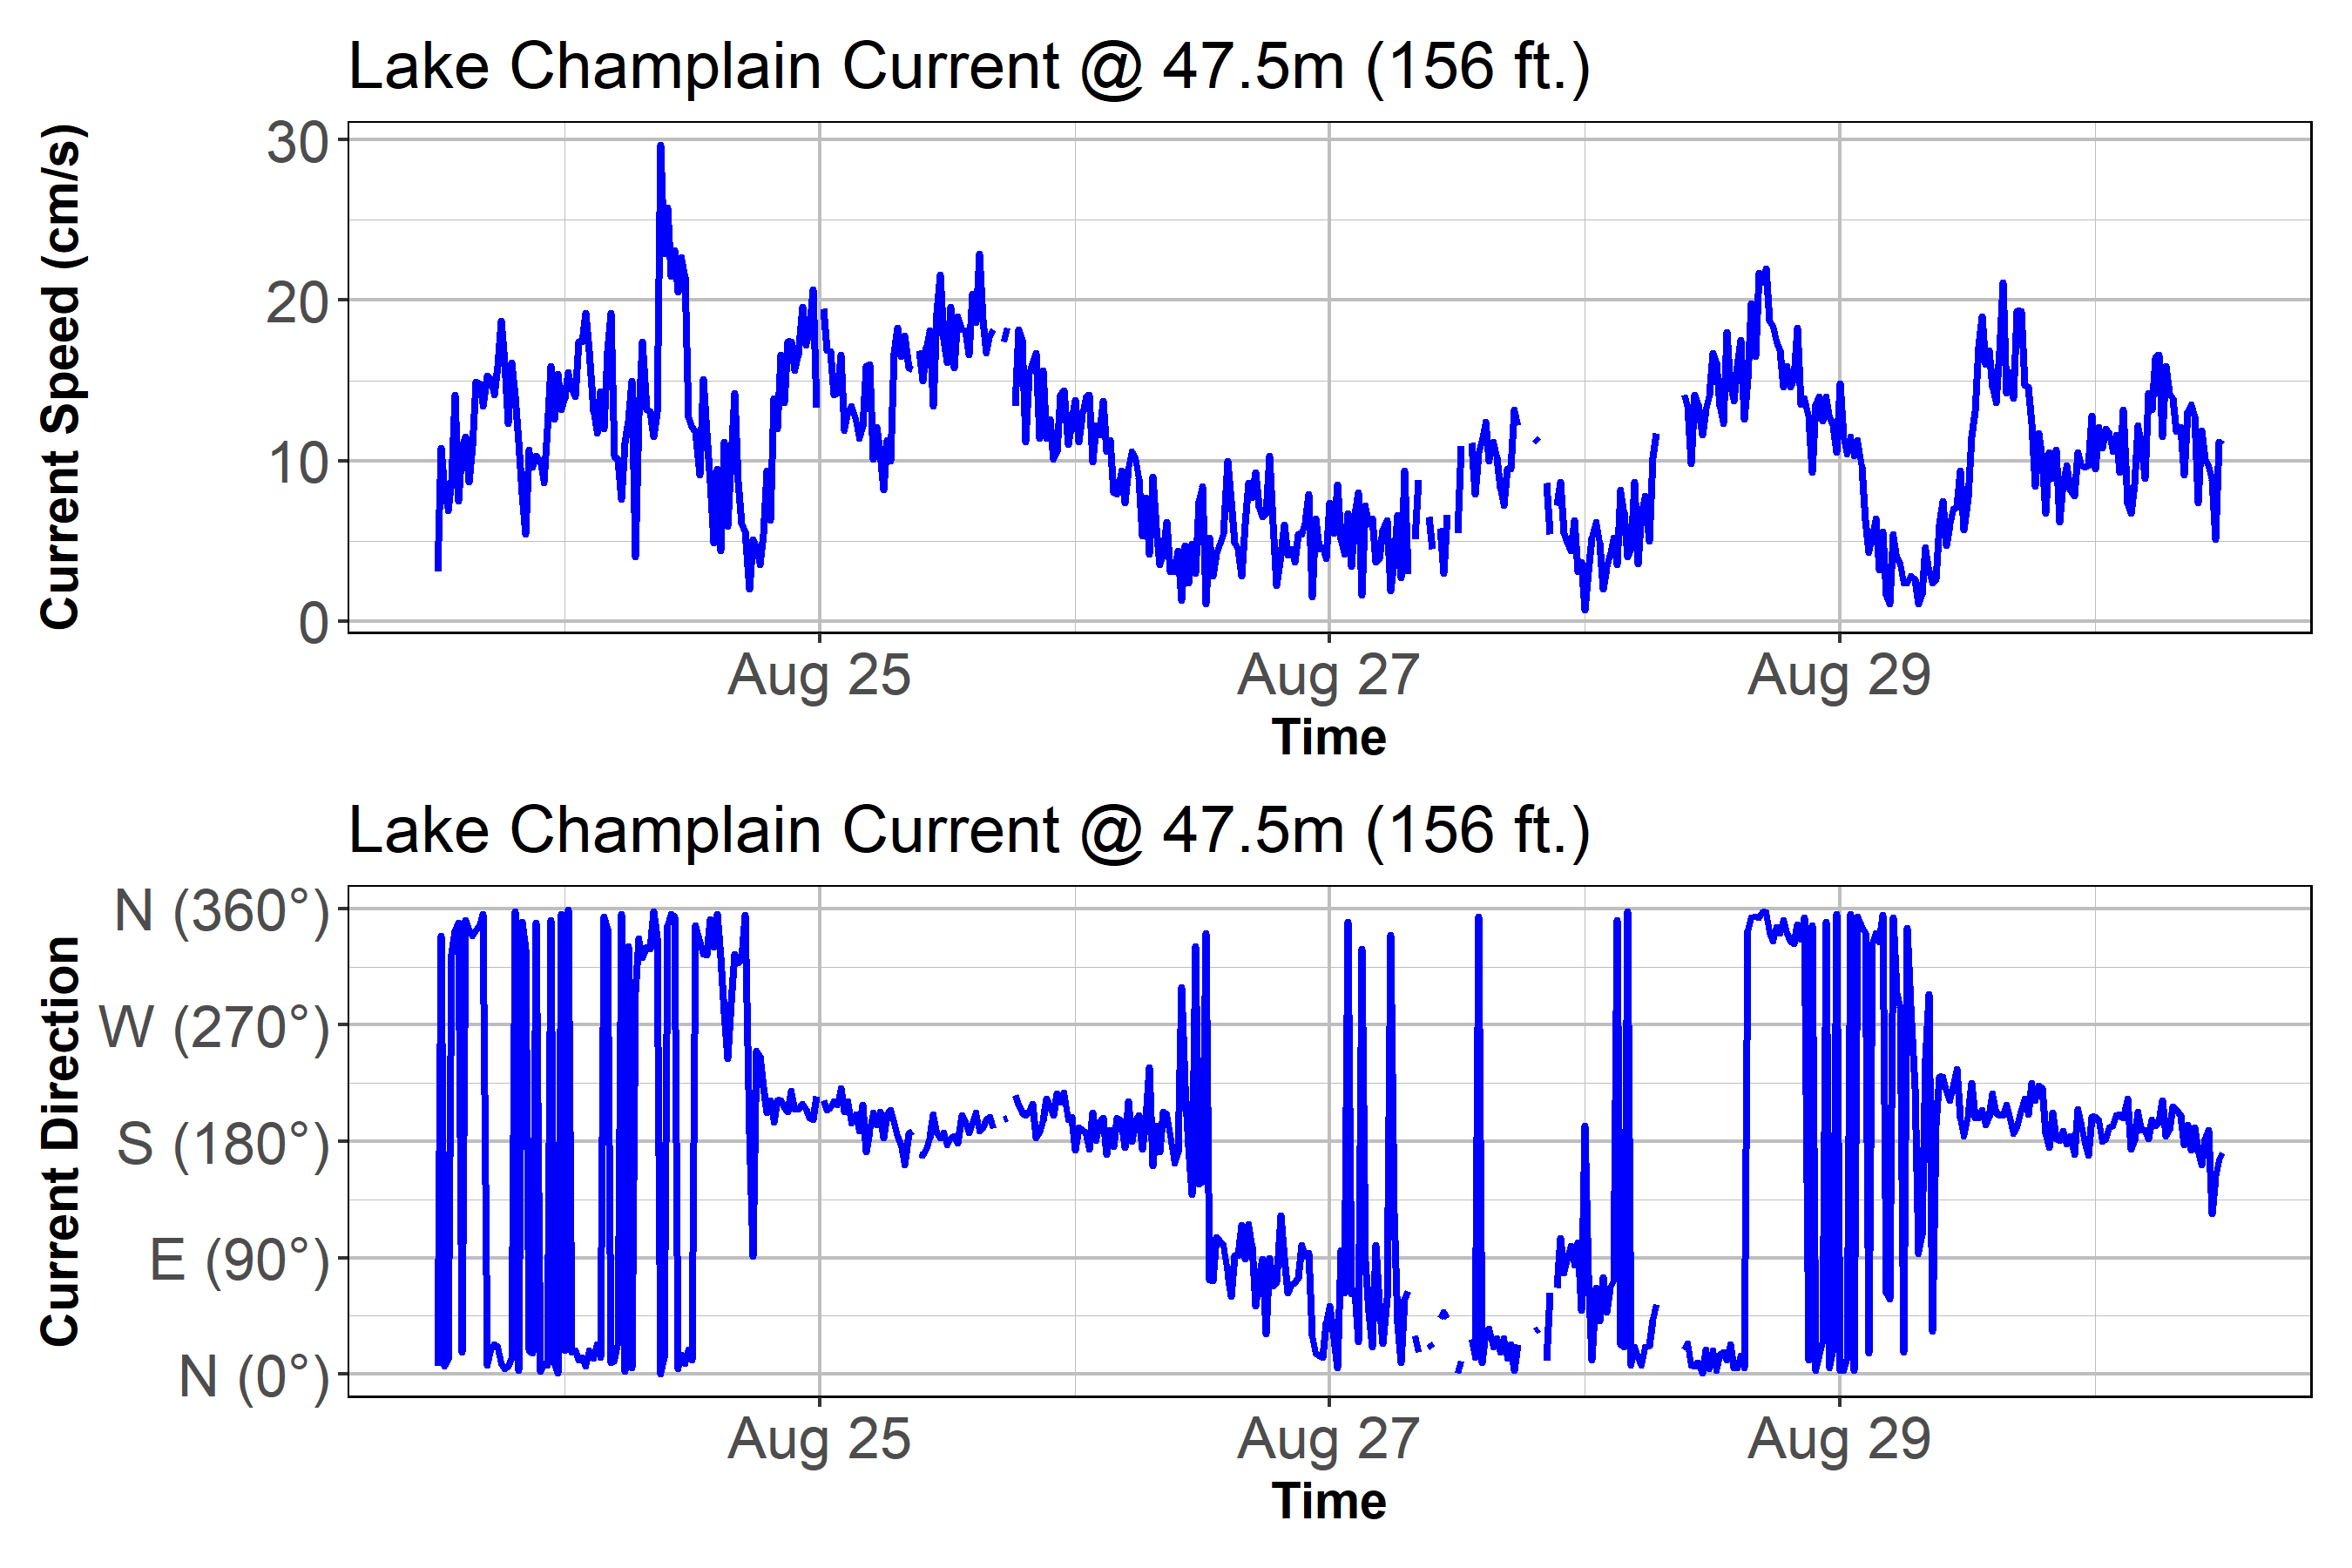 Lake Champlain Current @ 47.5m (156 ft.)
Current Speed (cm/s)
30
20
10
0
Aug 25 Aug 27 Aug 29
Time
Lake Champlain Current @ 47.5m (156 ft.)
Current Direction
N (360°)
W (270°)
S (180°)
E (90°)
N (0°)
Aug 25 Aug 27 Aug 29
Time